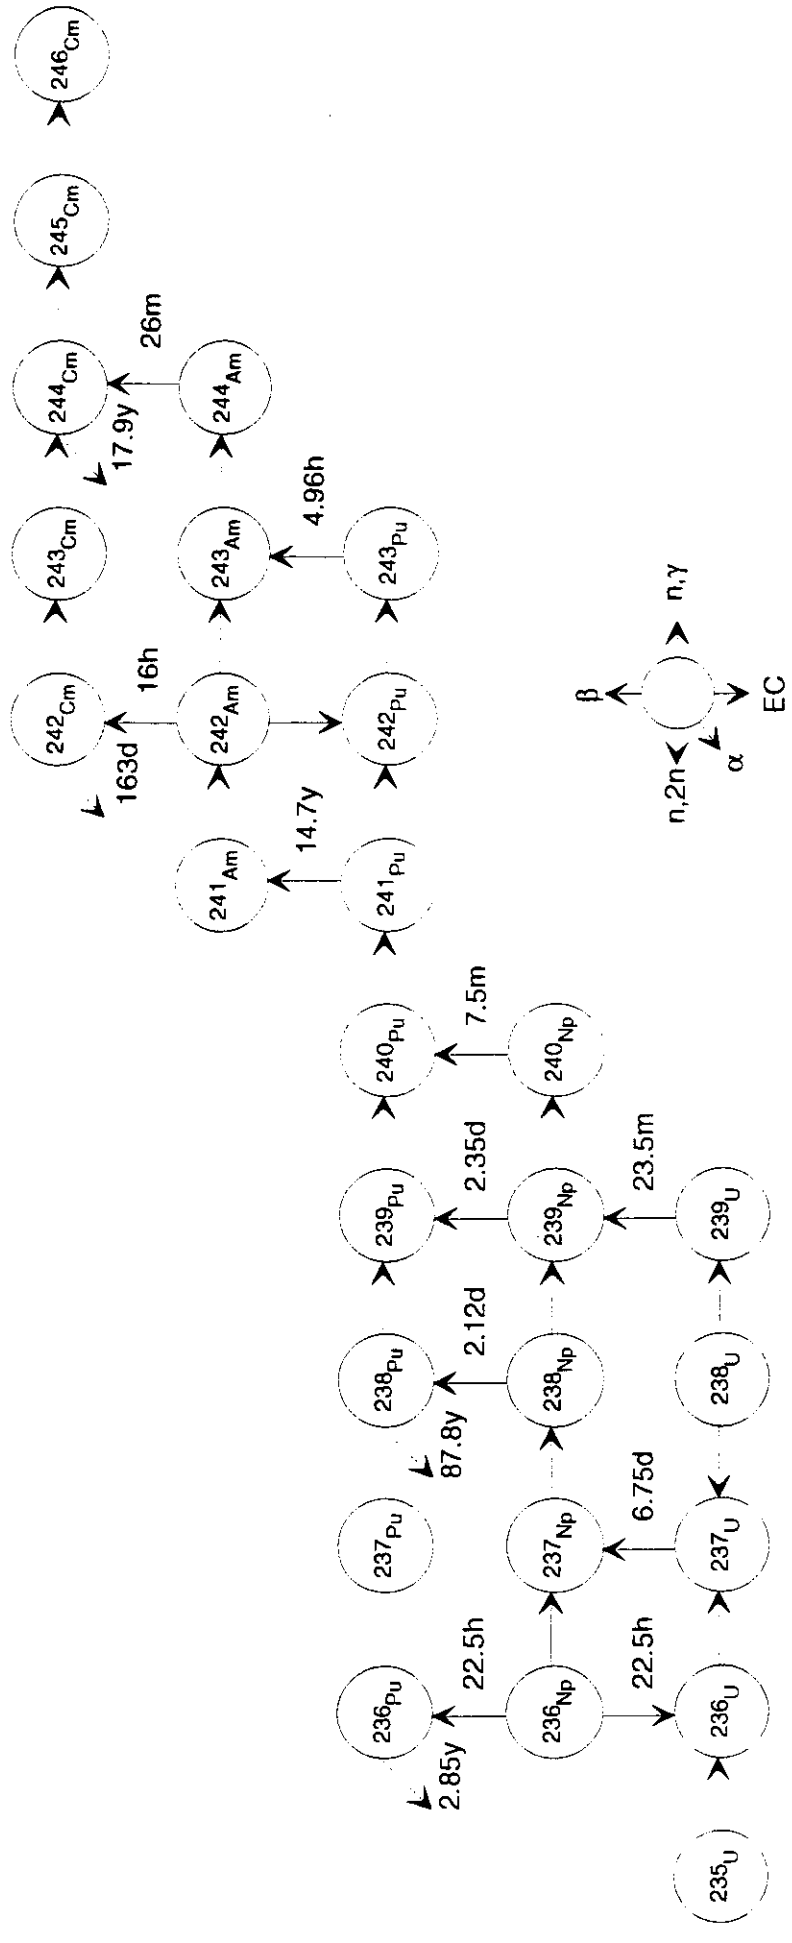 242Cm
243Cm
244Cm
245Cm
246Cm
163d
16h
17.9y
26m
241Am
242Am
243Am
244Am
14.7y
4.96h
236Pu
237Pu
238Pu
239Pu
240Pu
241Pu
242Pu
243Pu
2.85y
22.5h
87.8y
2.12d
2.35d
7.5m
236Np
237Np
238Np
239Np
240Np
22.5h
6.75d
23.5m
235U
236U
237U
238U
239U
β
n,2n
n,γ
α
EC